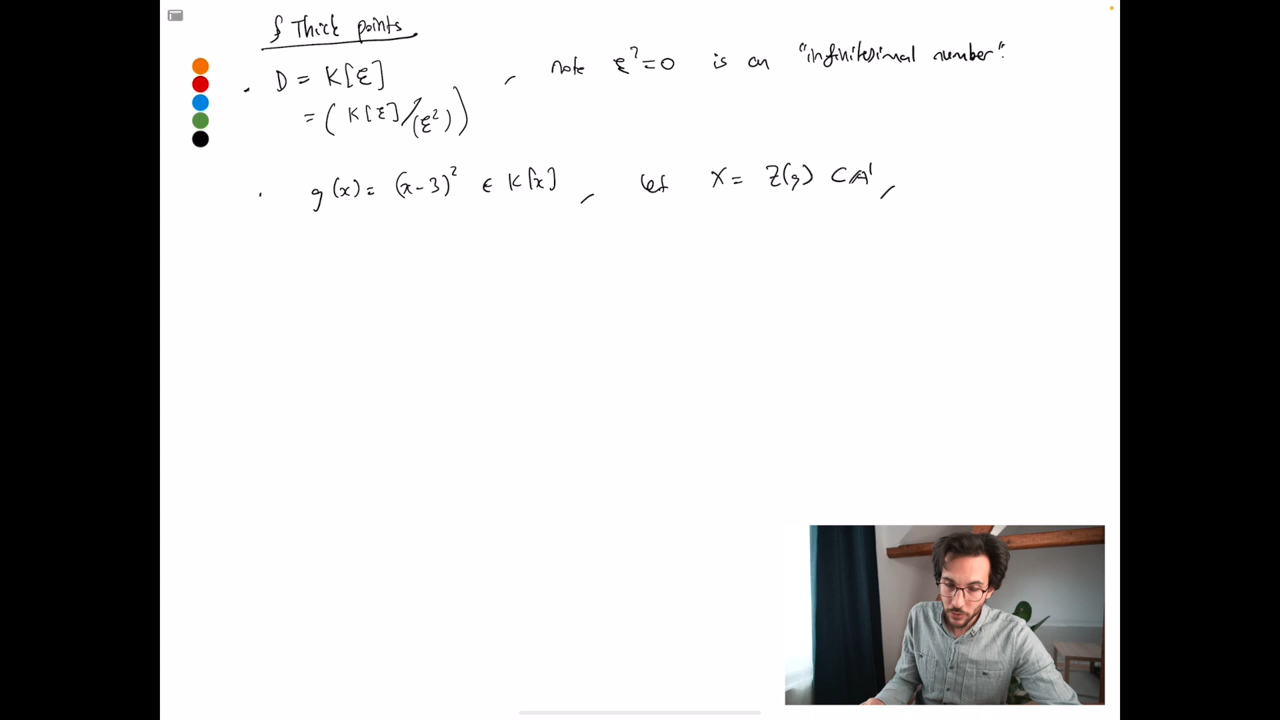 § Thick points
· D = K[ε] , note ε²=0 is an "infinitesimal number".
= ( K[ε]/(ε²) )
· g(x) = (x-3)² ∈ K[x] , let X = Z(g) ⊂ A¹ ,